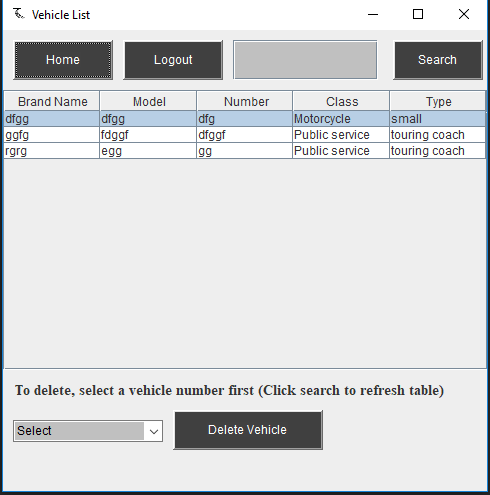 Vehicle List
Home Logout Search
Brand Name Model Number Class Type
dfgg dfgg dfg Motorcycle small
ggfg fdggf dfggf Public service touring coach
rgrg egg gg Public service touring coach
To delete, select a vehicle number first (Click search to refresh table)
Select Delete Vehicle